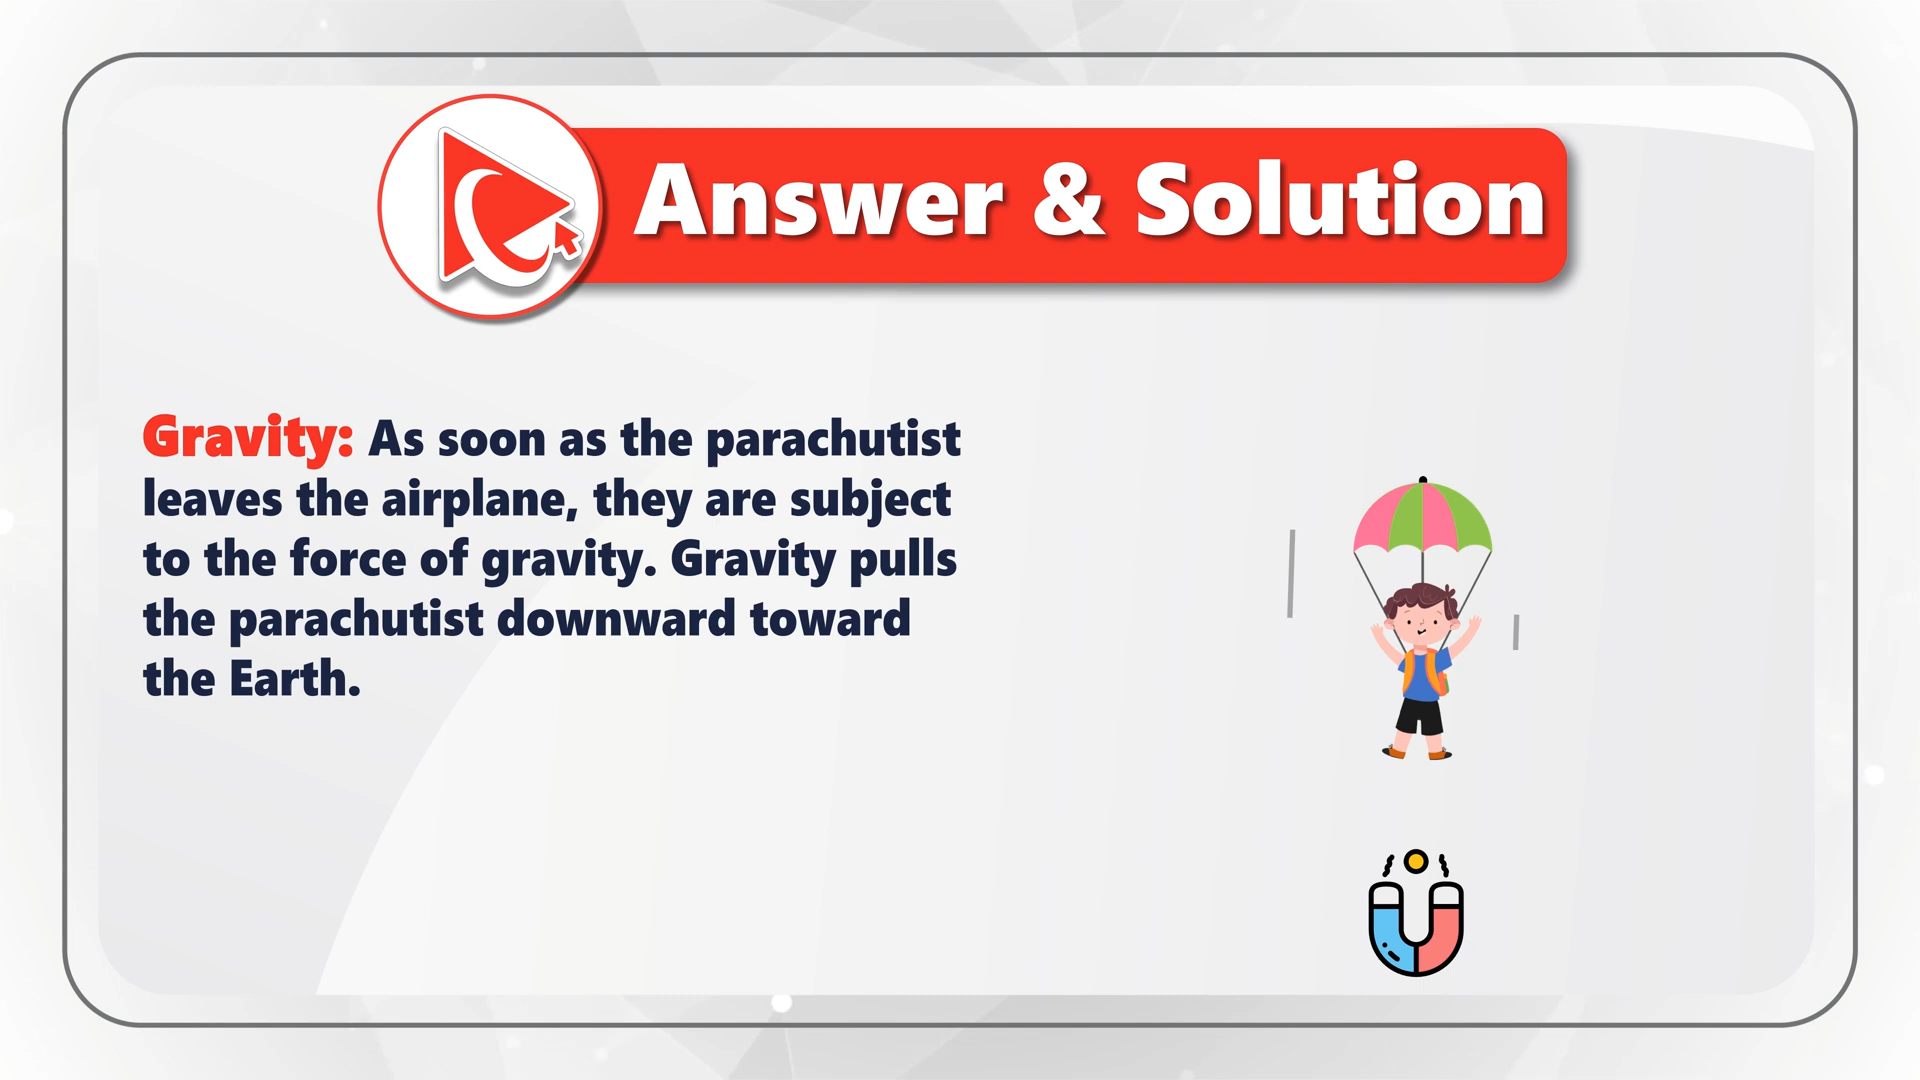 Answer & Solution
Gravity: As soon as the parachutist
leaves the airplane, they are subject
to the force of gravity. Gravity pulls
the parachutist downward toward
the Earth.